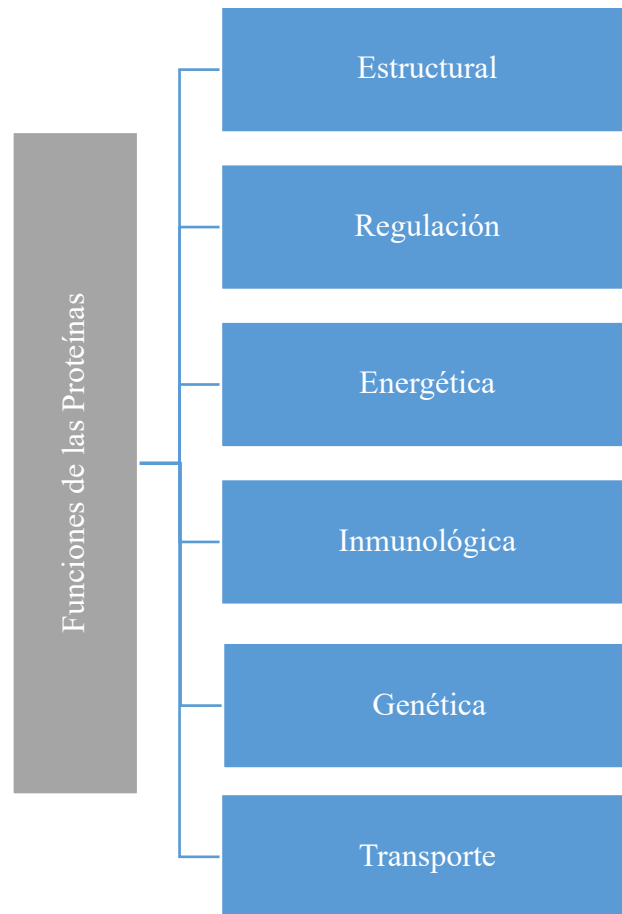 Funciones de las Proteínas
Estructural
Regulación
Energética
Inmunológica
Genética
Transporte